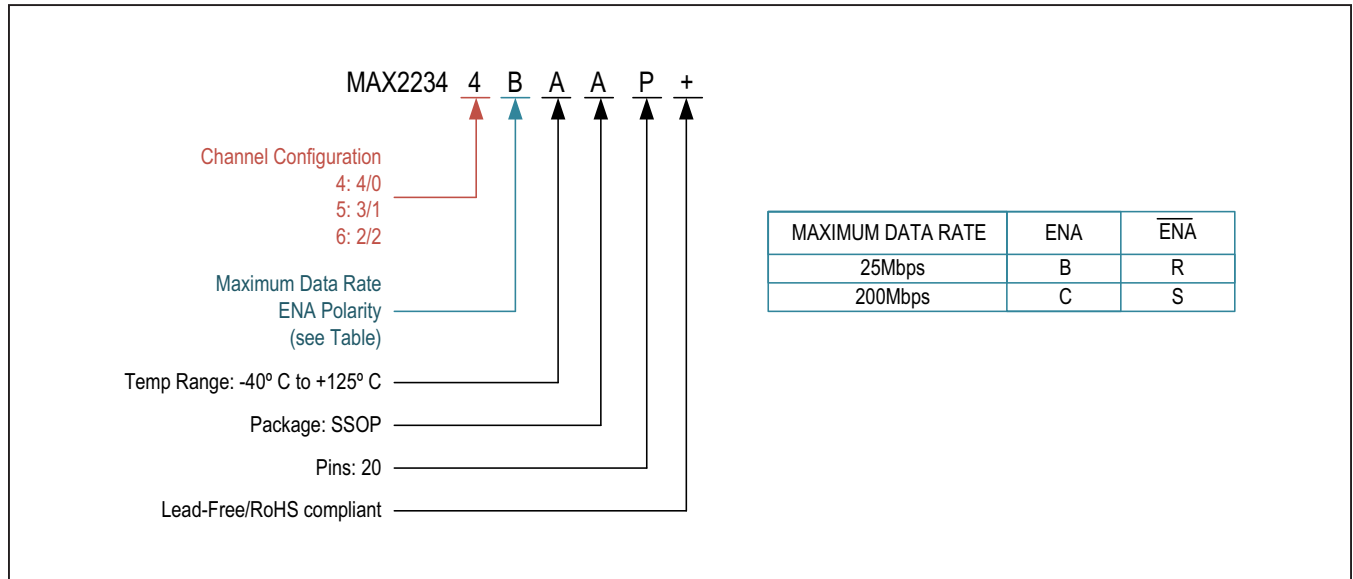 MAX2234 4 B A A P +
Channel Configuration
4: 4/0
5: 3/1
6: 2/2
Maximum Data Rate
ENA Polarity
(see Table)
Temp Range: -40º C to +125º C
Package: SSOP
Pins: 20
Lead-Free/RoHS compliant
MAXIMUM DATA RATE ENA E̅N̅A̅
25Mbps B R
200Mbps C S